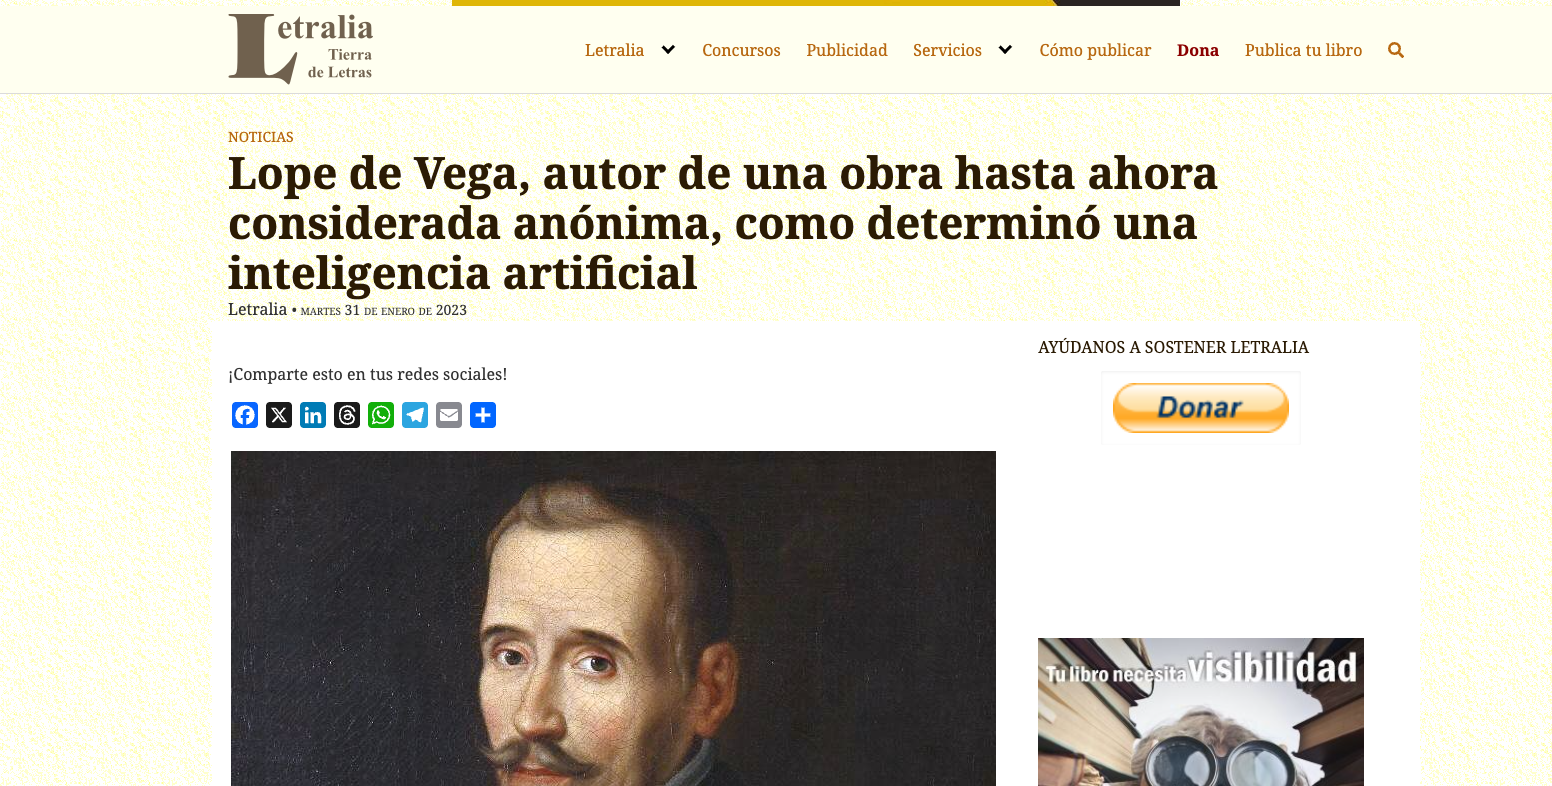 Letralia
Tierra
de Letras
Letralia Concursos Publicidad Servicios Cómo publicar Dona Publica tu libro
NOTICIAS
Lope de Vega, autor de una obra hasta ahora
considerada anónima, como determinó una
inteligencia artificial
Letralia • martes 31 de enero de 2023
AYÚDANOS A SOSTENER LETRALIA
¡Comparte esto en tus redes sociales!
Donar
Tu libro necesita visibilidad